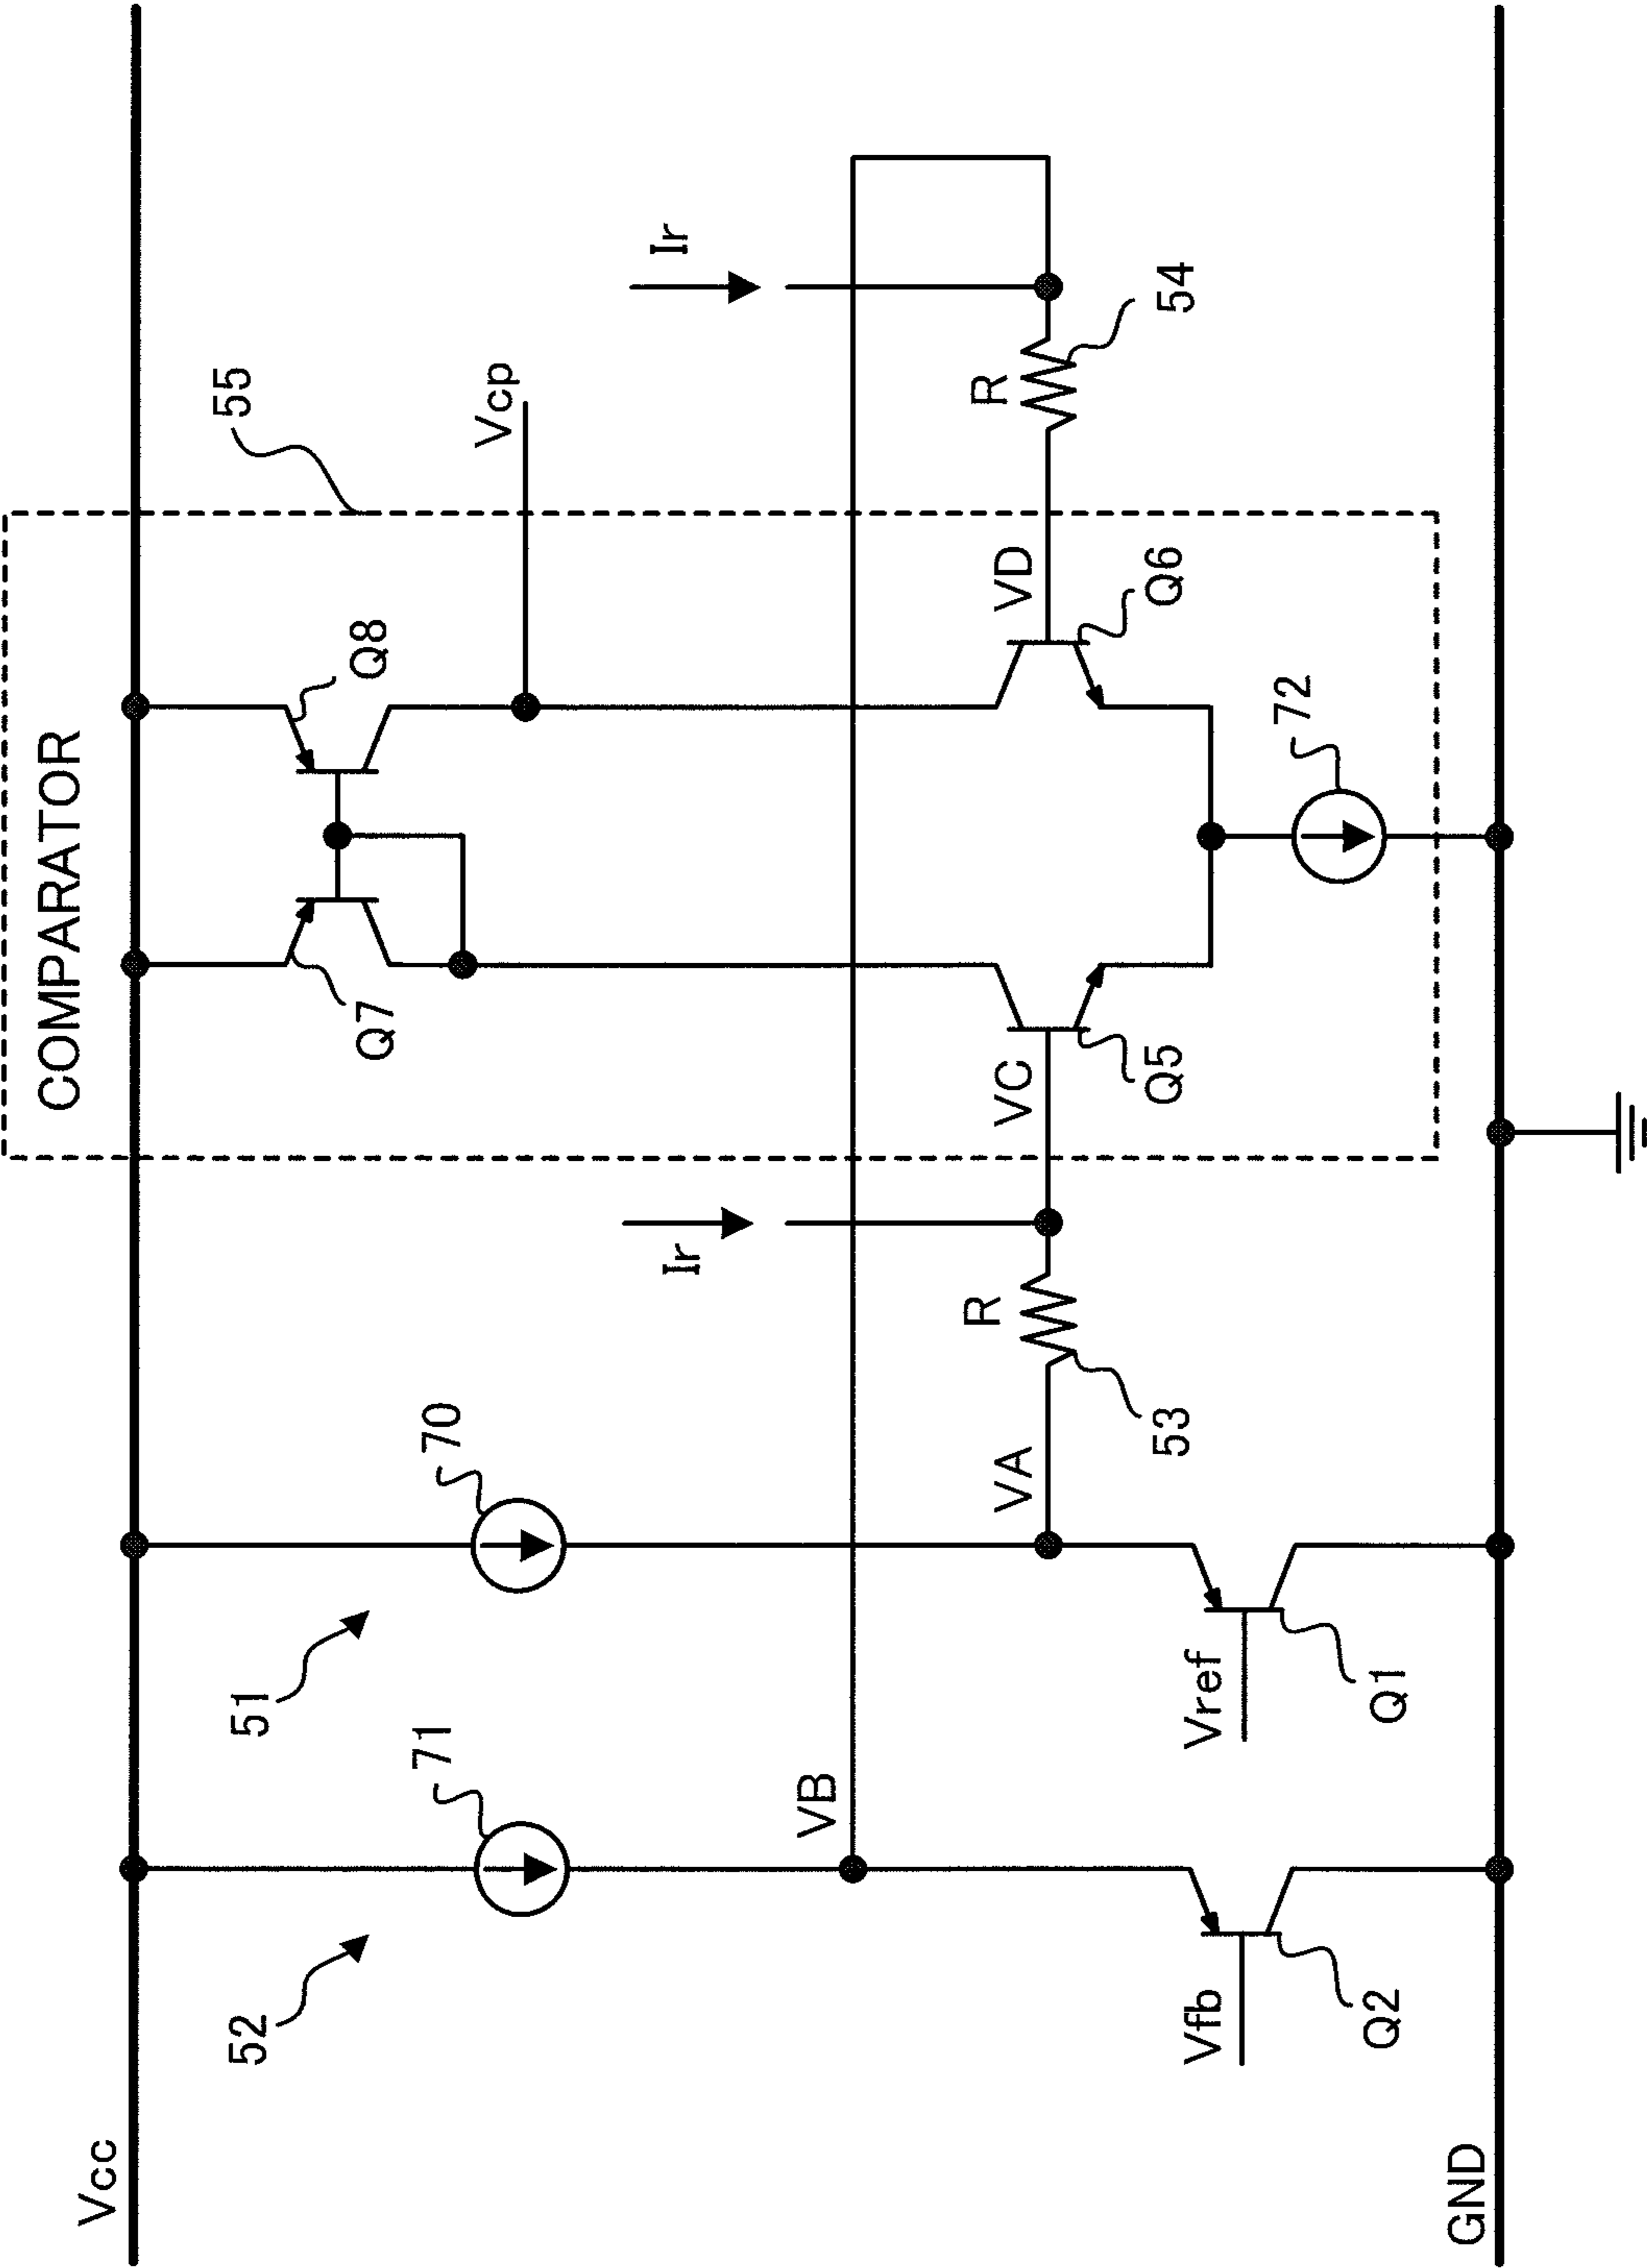 COMPARATOR
55
Vcc
Q7
Q8
Vcp
52
51
71
70
Ir
Ir
VB
VA
R
53
VC
VD
R
54
Q5
Q6
72
Vfb
Q2
Vref
Q1
GND